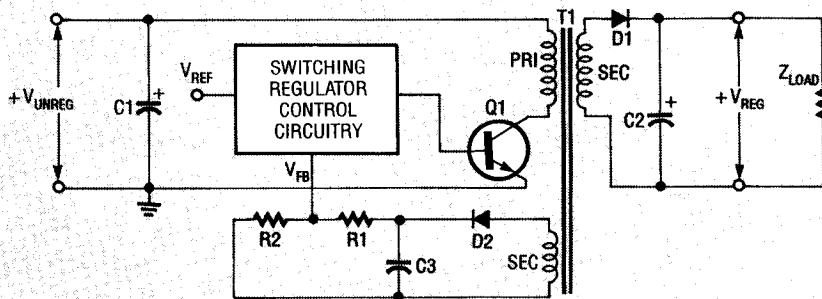 T1
D1
PRI
SEC
V_REF
SWITCHING
REGULATOR
CONTROL
CIRCUITRY
Z_LOAD
+V_UNREG
C1
+
Q1
C2
+
+V_REG
V_FB
R2
R1
D2
C3
SEC